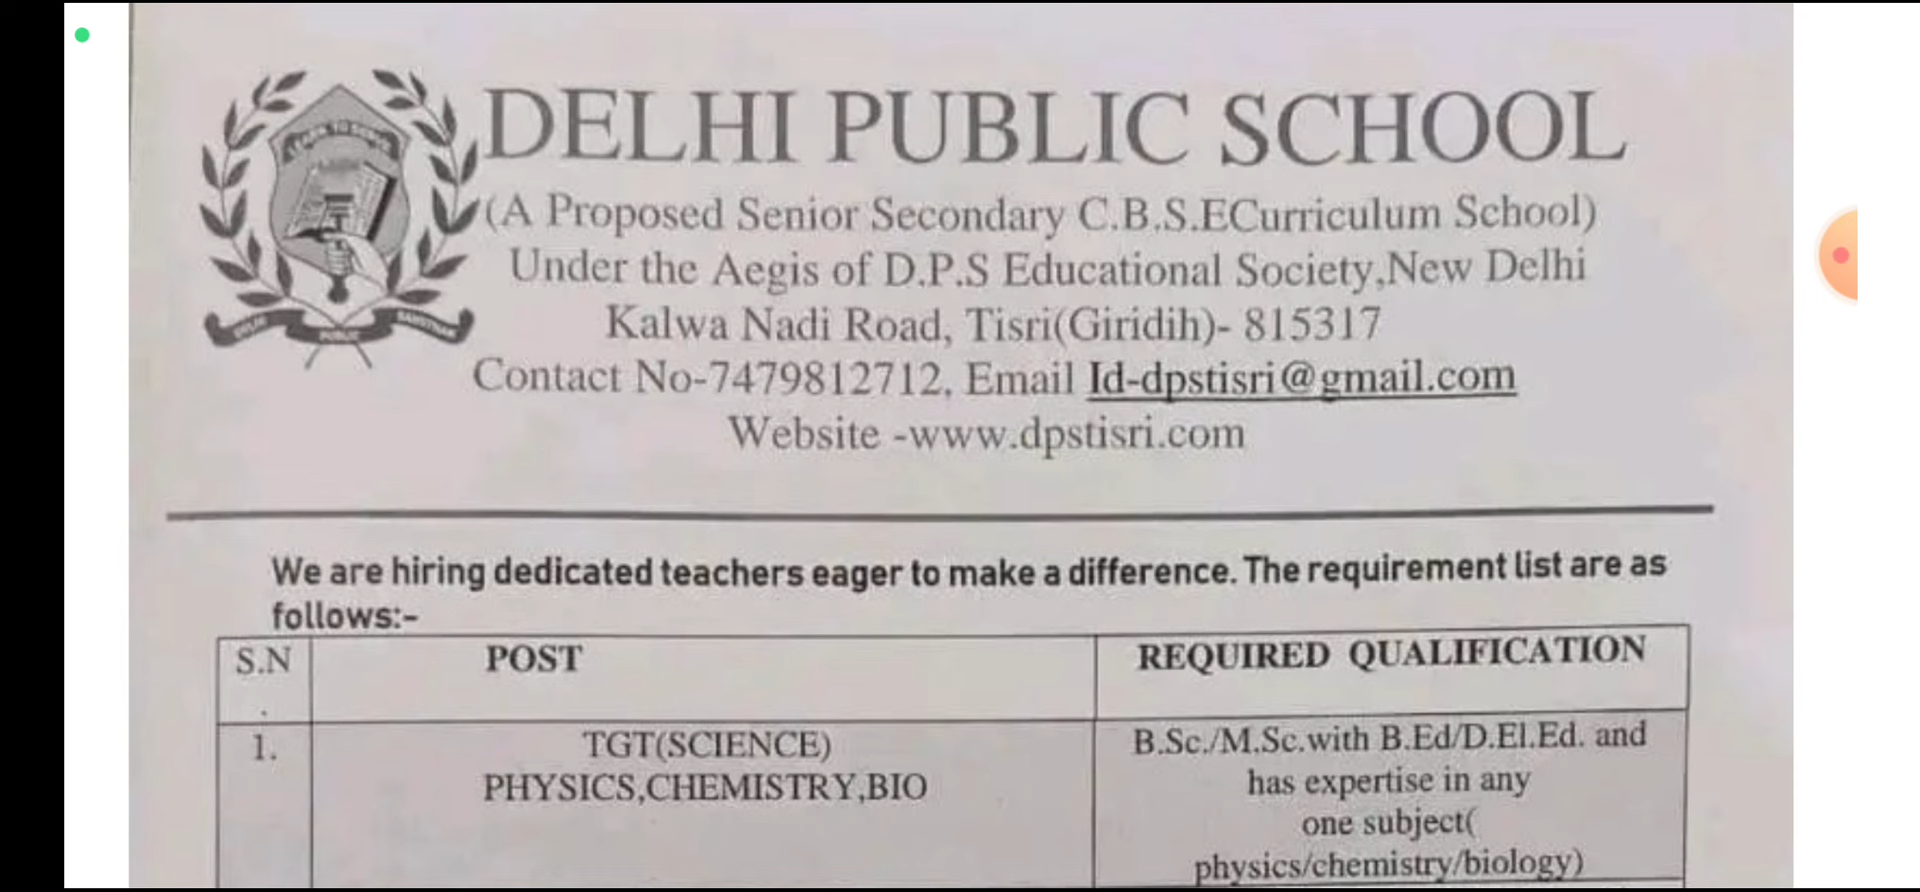 DELHI PUBLIC SCHOOL
(A Proposed Senior Secondary C.B.S.ECurriculum School)
Under the Aegis of D.P.S Educational Society,New Delhi
Kalwa Nadi Road, Tisri(Giridih)- 815317
Contact No-7479812712, Email Id-dpstisri@gmail.com
Website -www.dpstisri.com
We are hiring dedicated teachers eager to make a difference. The requirement list are as
follows:-
S.N POST REQUIRED QUALIFICATION
.
1. TGT(SCIENCE) B.Sc./M.Sc.with B.Ed/D.El.Ed. and
PHYSICS,CHEMISTRY,BIO has expertise in any
one subject(
physics/chemistry/biology)